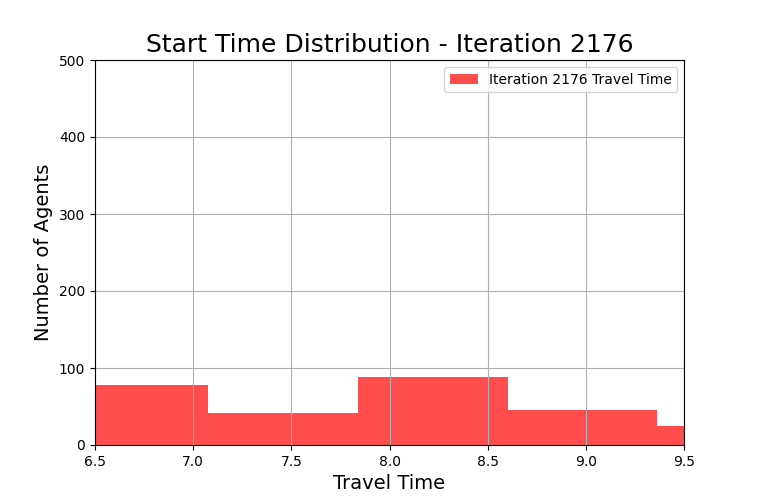 Start Time Distribution - Iteration 2176
500
Iteration 2176 Travel Time
400
300
200
100
0
Number of Agents
6.5 7.0 7.5 8.0 8.5 9.0 9.5
Travel Time